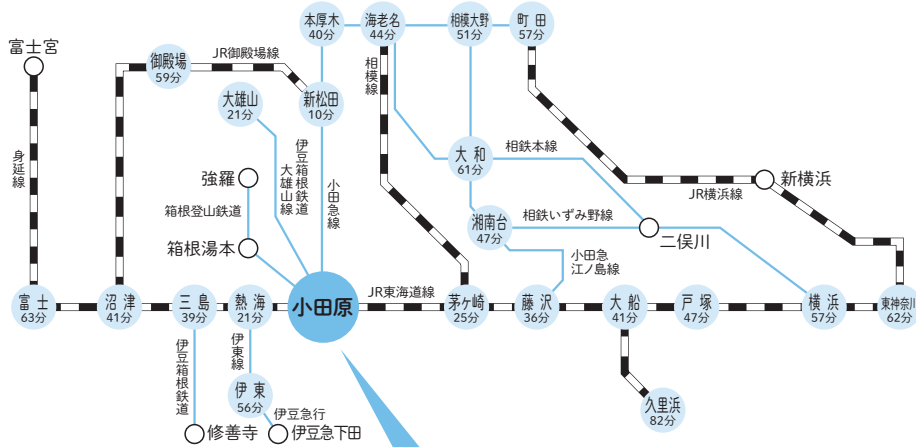 本厚木
40分
海老名
44分
相模大野
51分
町田
57分
富士宮
御殿場
59分
JR御殿場線
大雄山
21分
新松田
10分
相模線
身延線
大和
61分
相鉄本線
強羅
箱根登山鉄道
箱根湯本
伊豆箱根鉄道
大雄山線
小田急線
湘南台
47分
相鉄いずみ野線
二俣川
小田急
江ノ島線
JR横浜線
新横浜
富士
63分
沼津
41分
三島
39分
熱海
21分
小田原
JR東海道線
茅ヶ崎
25分
藤沢
36分
大船
41分
戸塚
47分
横浜
57分
東神奈川
62分
伊豆箱根鉄道
伊東線
伊東
56分
伊豆急行
修善寺
伊豆急下田
久里浜
82分